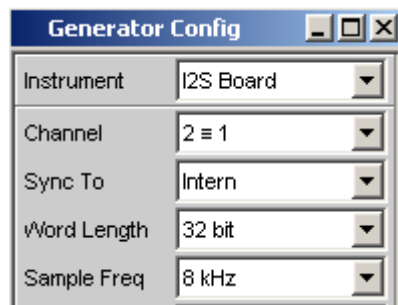 Generator Config
Instrument I2S Board
Channel 2 ≡ 1
Sync To Intern
Word Length 32 bit
Sample Freq 8 kHz